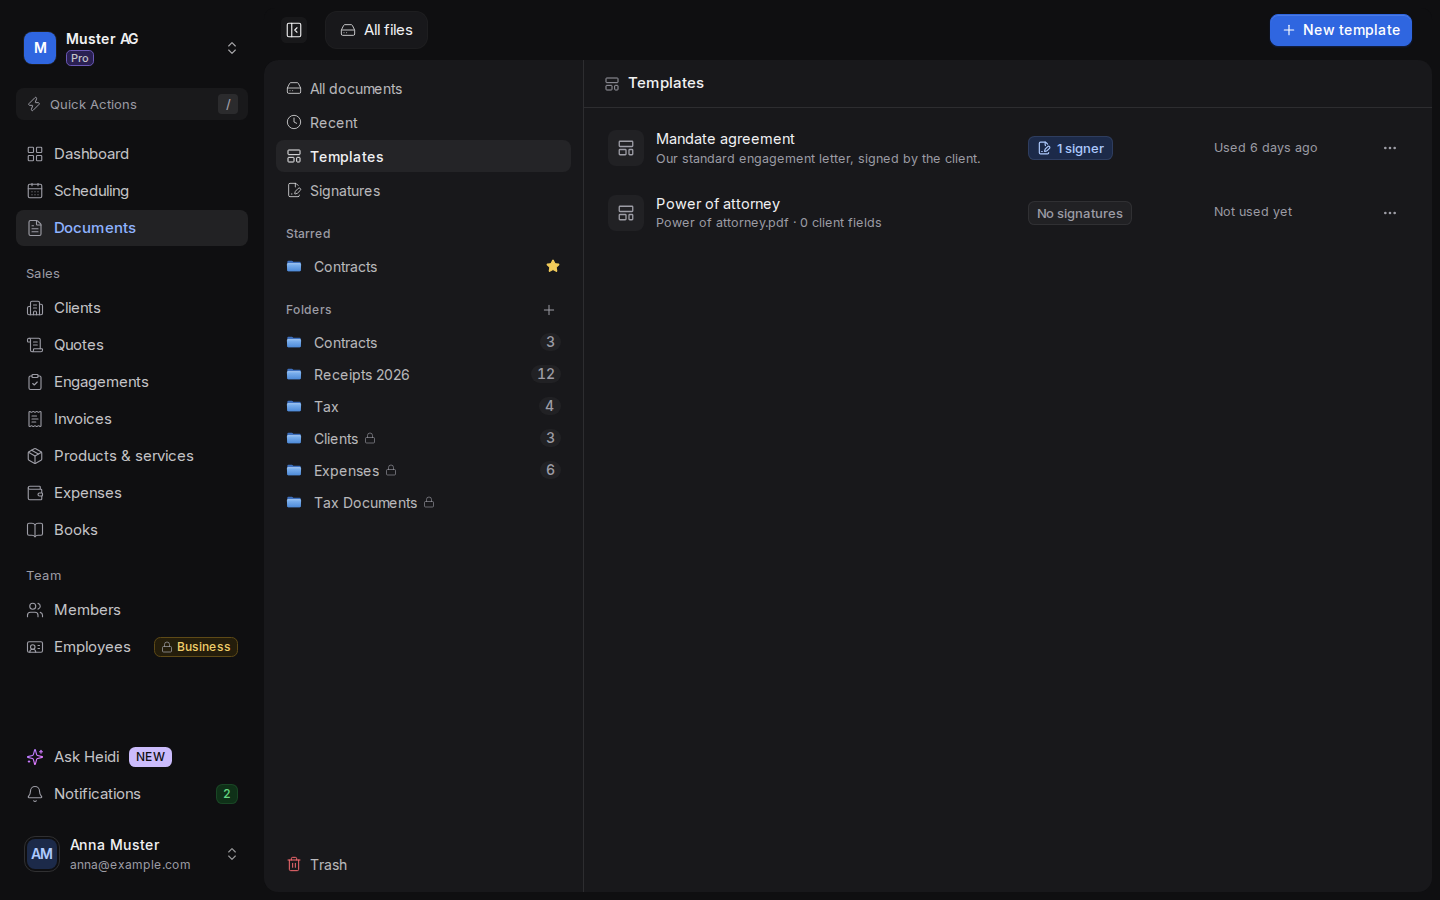 M
Muster AG
Pro
Quick Actions
/
Dashboard
Scheduling
Documents
Sales
Clients
Quotes
Engagements
Invoices
Products & services
Expenses
Books
Team
Members
Employees
Business
Ask Heidi
NEW
Notifications
2
AM
Anna Muster
anna@example.com
All files
New template
All documents
Recent
Templates
Signatures
Starred
Contracts
Folders
Contracts 3
Receipts 2026 12
Tax 4
Clients 3
Expenses 6
Tax Documents
Trash
Templates
Mandate agreement
Our standard engagement letter, signed by the client.
1 signer
Used 6 days ago
Power of attorney
Power of attorney.pdf · 0 client fields
No signatures
Not used yet